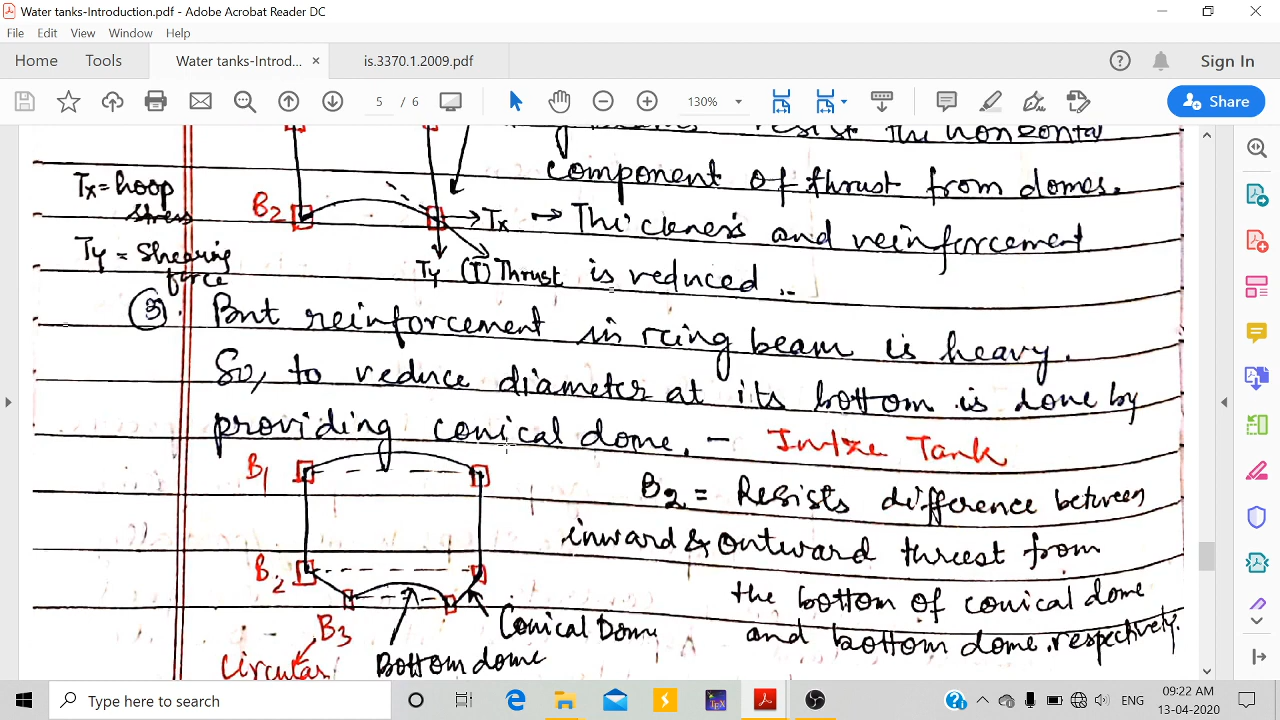 Water tanks-Introduction.pdf - Adobe Acrobat Reader DC
File Edit View Window Help
Home Tools Water tanks-Introd... × is.3370.1.2009.pdf Sign In
5 / 6 130% Share
resist the horizontal
component of thrust from domes.
Tx = hoop
stress
B2 Tx → Thickness and reinforcement
Ty = Shearing
force
Ty (T) Thrust is reduced ..
③. But reinforcement in ring beam is heavy.
So, to reduce diameter at its bottom is done by
providing conical dome. - Intze Tank
B1
B2 = Resists difference between
inward & outward thrust from
B2
the bottom of conical dome
and bottom dome. respectively.
B3 Conical Dome
Circular Bottom dome
Type here to search
ENG 09:22 AM
13-04-2020